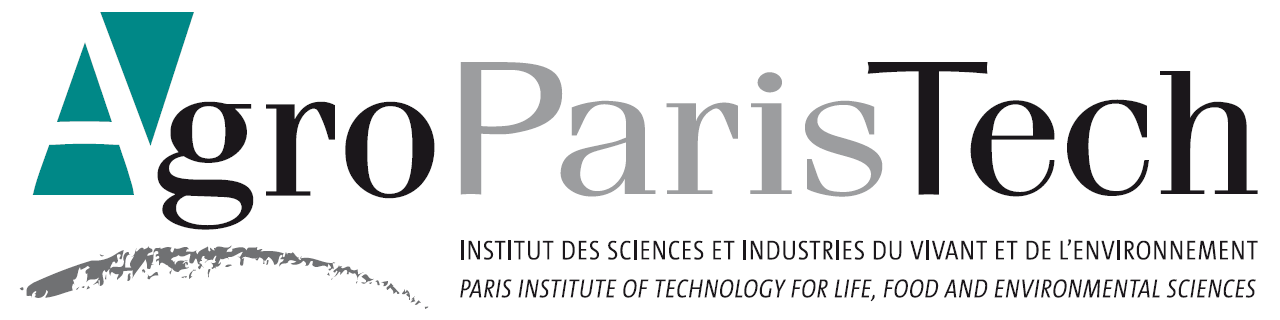 AgroParisTech
INSTITUT DES SCIENCES ET INDUSTRIES DU VIVANT ET DE L'ENVIRONNEMENT
PARIS INSTITUTE OF TECHNOLOGY FOR LIFE, FOOD AND ENVIRONMENTAL SCIENCES